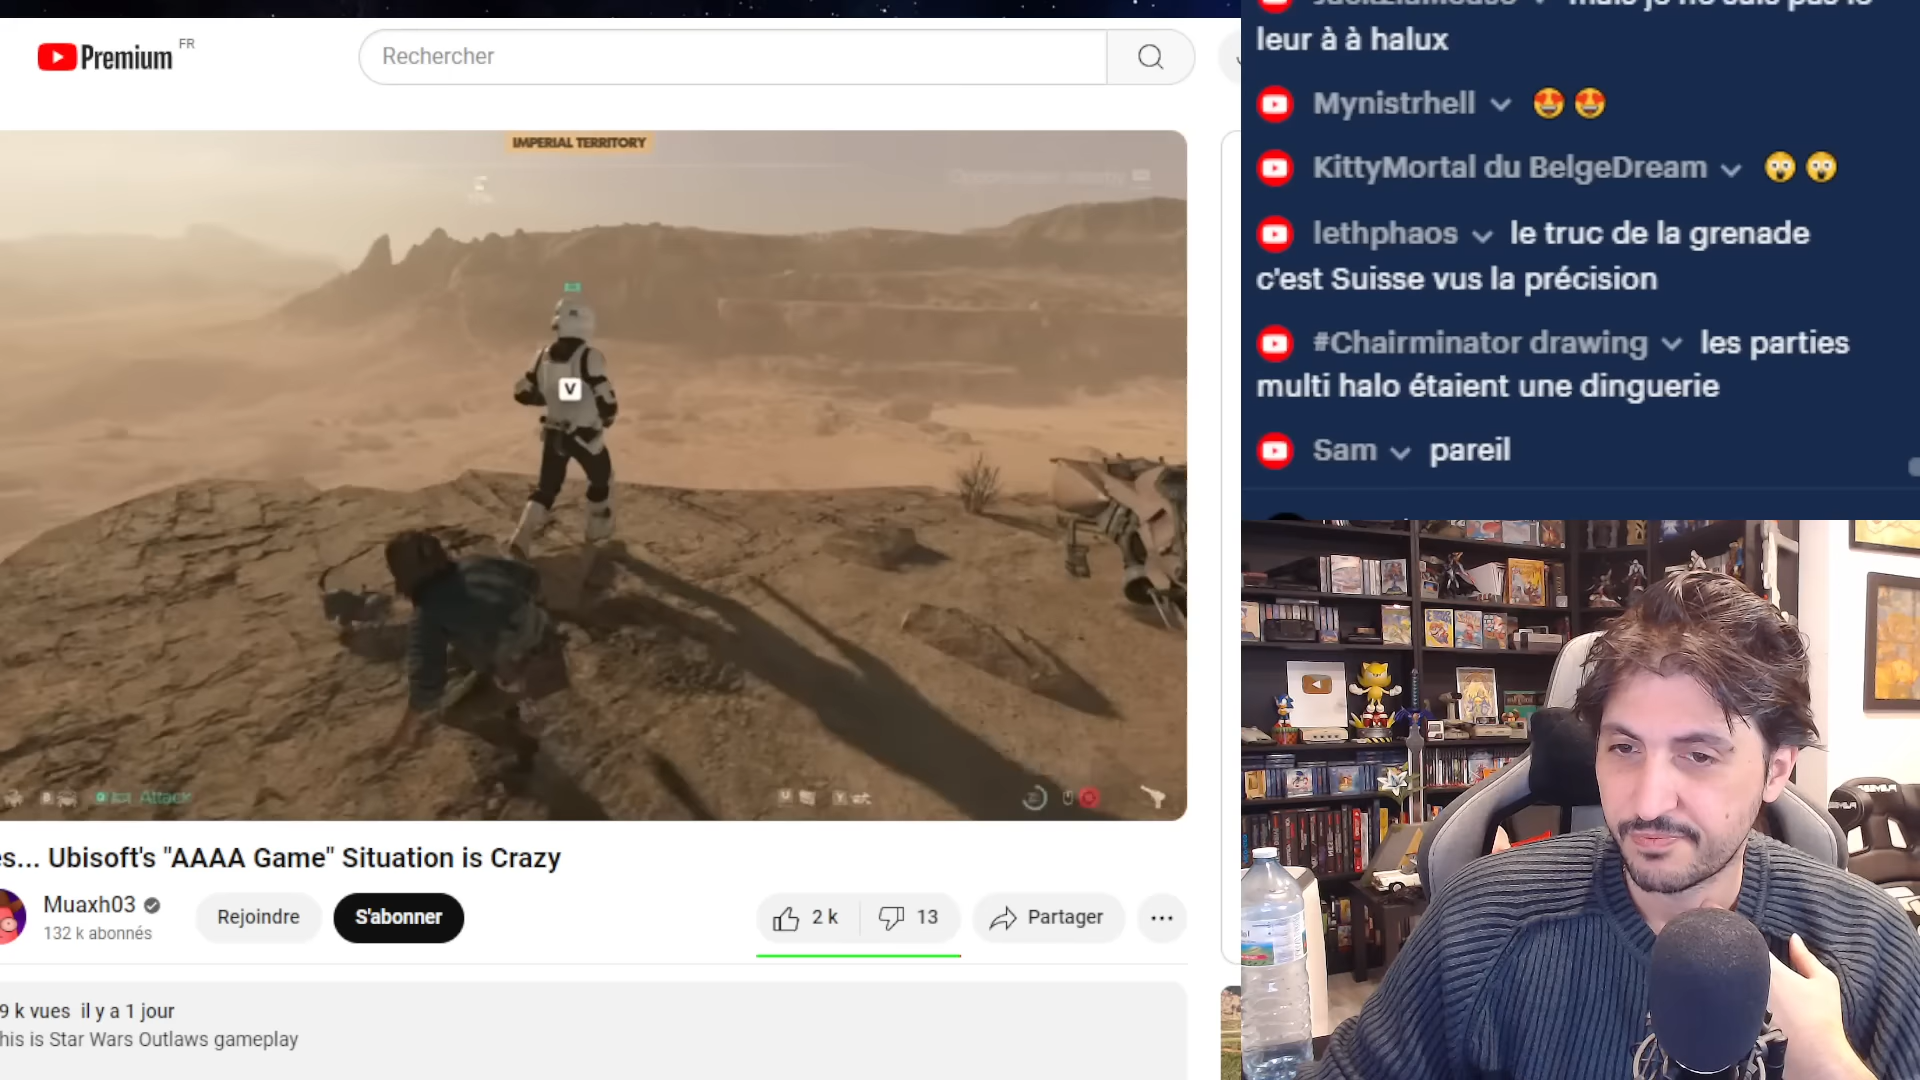 Premium FR
Rechercher
IMPERIAL TERRITORY
V
Attack
es... Ubisoft's "AAAA Game" Situation is Crazy
Muaxh03
132 k abonnés
Rejoindre
S'abonner
2 k
13
Partager
9 k vues il y a 1 jour
his is Star Wars Outlaws gameplay
leur à à halux
Mynistrhell
KittyMortal du BelgeDream
lethphaos le truc de la grenade
c'est Suisse vus la précision
#Chairminator drawing les parties
multi halo étaient une dinguerie
Sam pareil